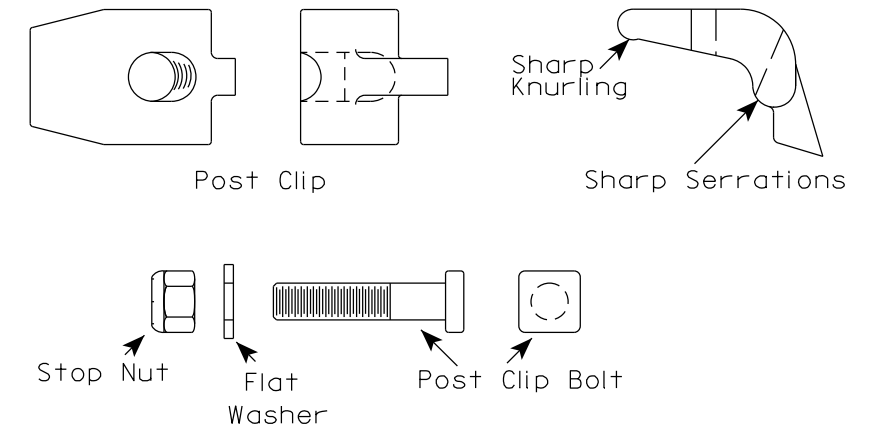 Sharp
Knurling
Post Clip
Sharp Serrations
Stop Nut
Flat
Washer
Post Clip Bolt